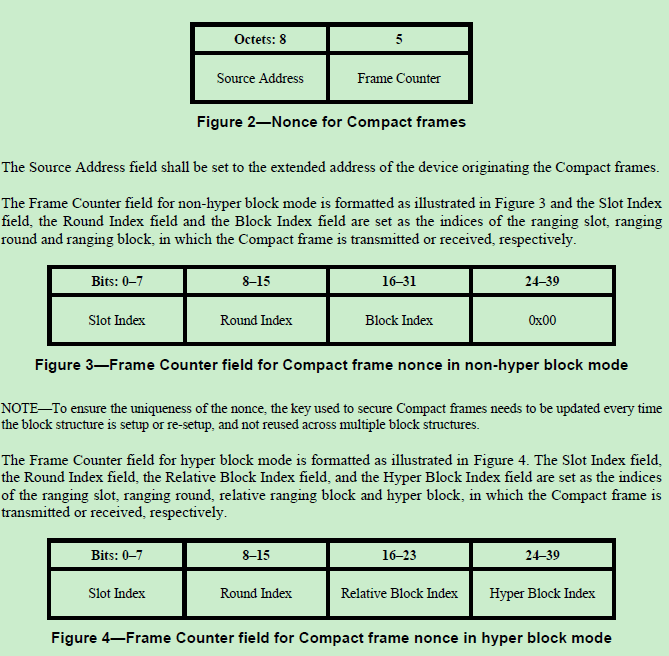 Octets: 8 5
Source Address Frame Counter
Figure 2—Nonce for Compact frames
The Source Address field shall be set to the extended address of the device originating the Compact frames.
The Frame Counter field for non-hyper block mode is formatted as illustrated in Figure 3 and the Slot Index
field, the Round Index field and the Block Index field are set as the indices of the ranging slot, ranging
round and ranging block, in which the Compact frame is transmitted or received, respectively.
Bits: 0–7 8–15 16–31 24–39
Slot Index Round Index Block Index 0x00
Figure 3—Frame Counter field for Compact frame nonce in non-hyper block mode
NOTE—To ensure the uniqueness of the nonce, the key used to secure Compact frames needs to be updated every time
the block structure is setup or re-setup, and not reused across multiple block structures.
The Frame Counter field for hyper block mode is formatted as illustrated in Figure 4. The Slot Index field,
the Round Index field, the Relative Block Index field, and the Hyper Block Index field are set as the indices
of the ranging slot, ranging round, relative ranging block and hyper block, in which the Compact frame is
transmitted or received, respectively.
Bits: 0–7 8–15 16–23 24–39
Slot Index Round Index Relative Block Index Hyper Block Index
Figure 4—Frame Counter field for Compact frame nonce in hyper block mode